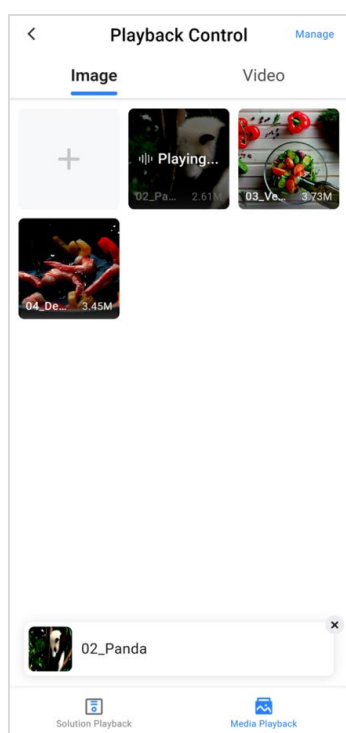 Playback Control Manage
Image Video
Playing...
02_Pa... 2.61M
03_Ve... 3.73M
04_De... 3.45M
02_Panda
Solution Playback Media Playback